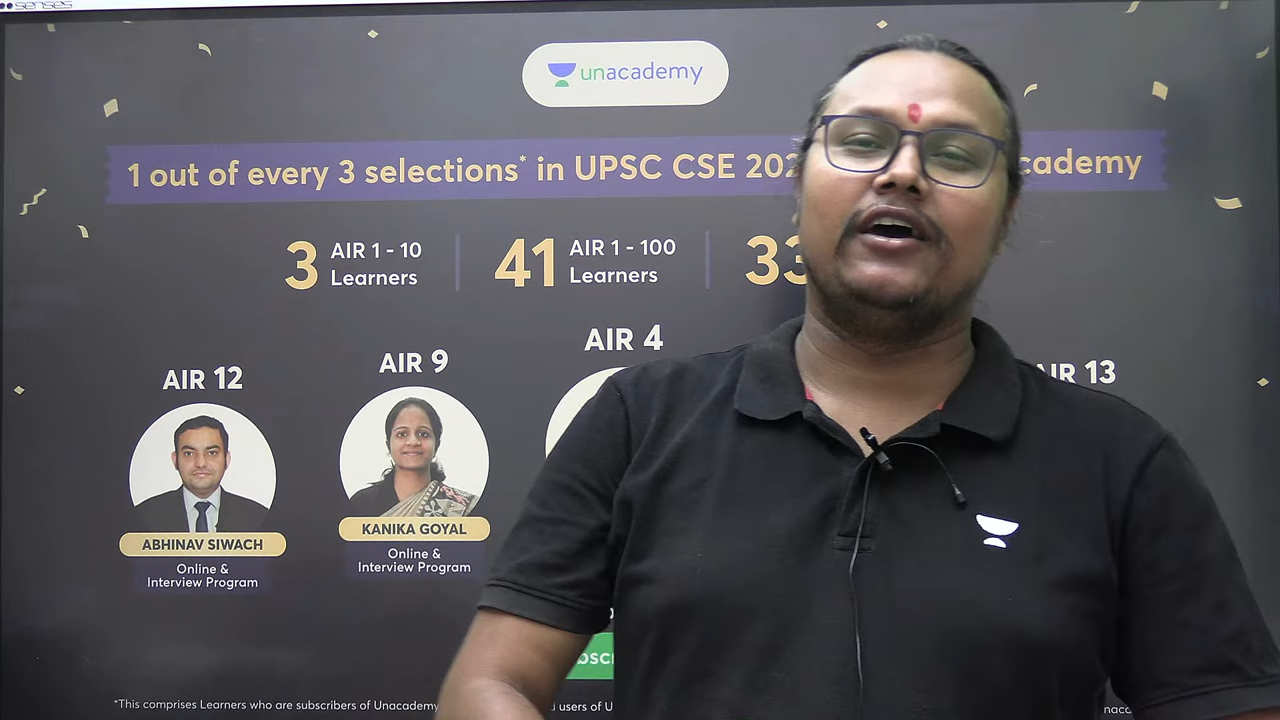 senses
unacademy
1 out of every 3 selections* in UPSC CSE 202 cademy
3 AIR 1 - 10 Learners
41 AIR 1 - 100 Learners
33
AIR 12
AIR 9
AIR 4
AIR 13
ABHINAV SIWACH
Online &
Interview Program
KANIKA GOYAL
Online &
Interview Program
*This comprises Learners who are subscribers of Unacademy users of U